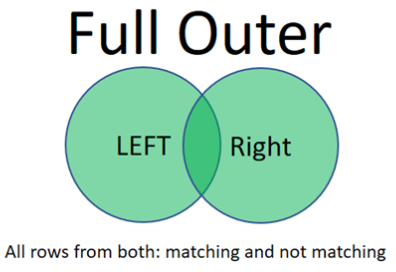 Full Outer
LEFT Right
All rows from both: matching and not matching